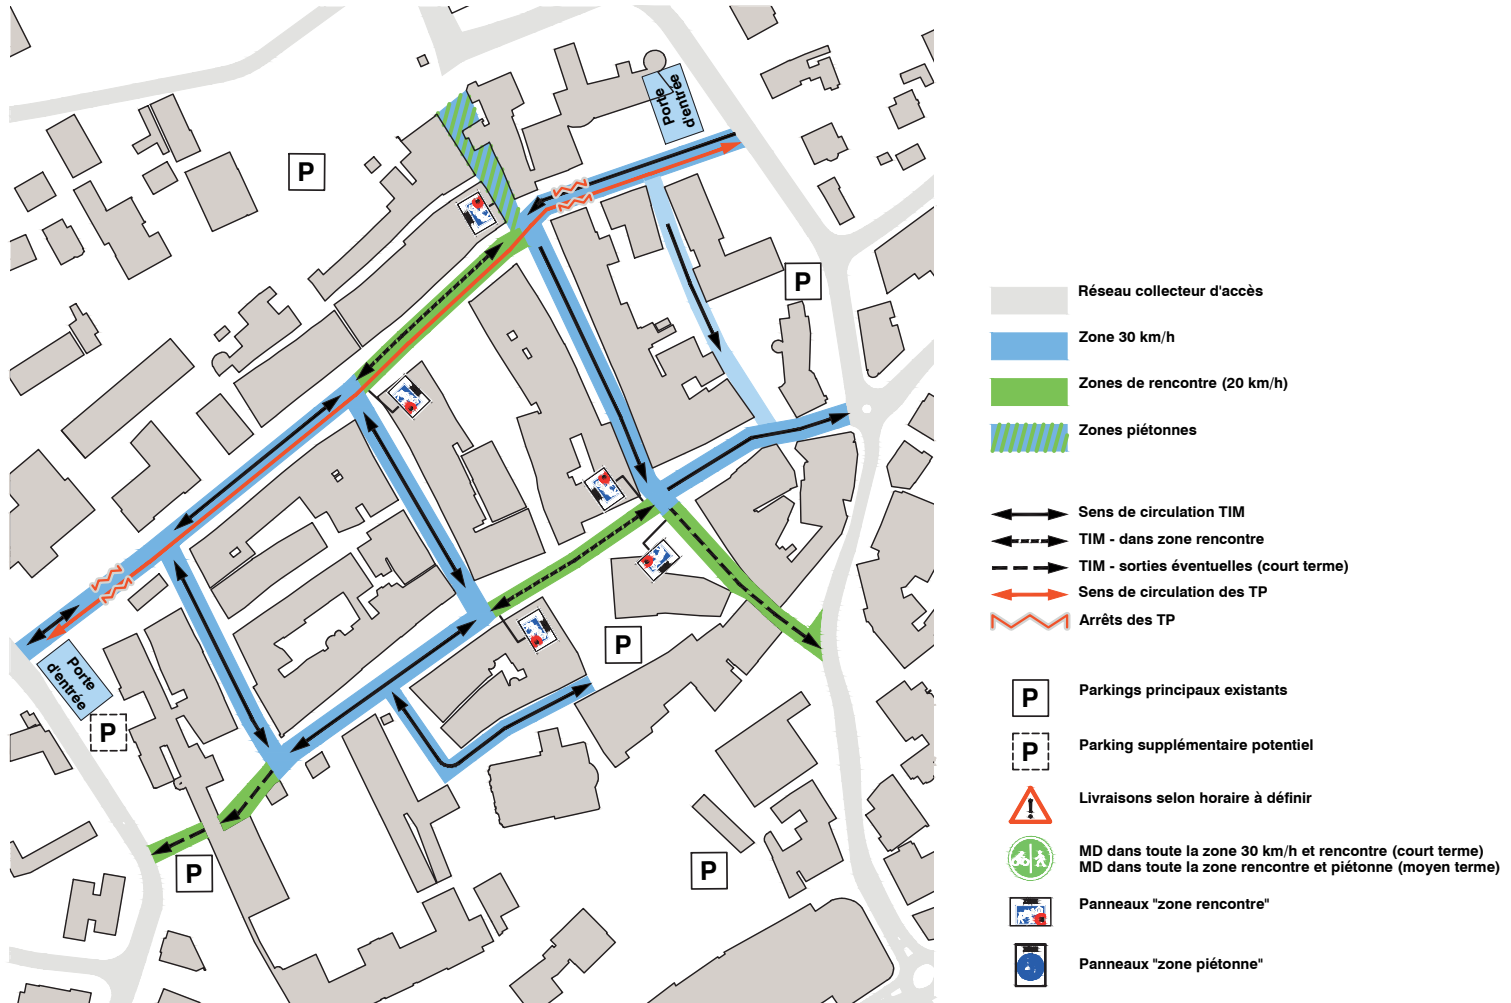 Porte
d'entrée
P
P
Porte
d'entrée
P
P
P
P
Réseau collecteur d'accès
Zone 30 km/h
Zones de rencontre (20 km/h)
Zones piétonnes
Sens de circulation TIM
TIM - dans zone rencontre
TIM - sorties éventuelles (court terme)
Sens de circulation des TP
Arrêts des TP
P Parkings principaux existants
P Parking supplémentaire potentiel
Livraisons selon horaire à définir
MD dans toute la zone 30 km/h et rencontre (court terme)
MD dans toute la zone rencontre et piétonne (moyen terme)
Panneaux "zone rencontre"
Panneaux "zone piétonne"